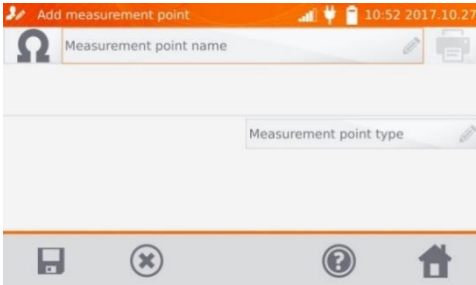 Add measurement point 10:52 2017.10.27
Measurement point name
Measurement point type